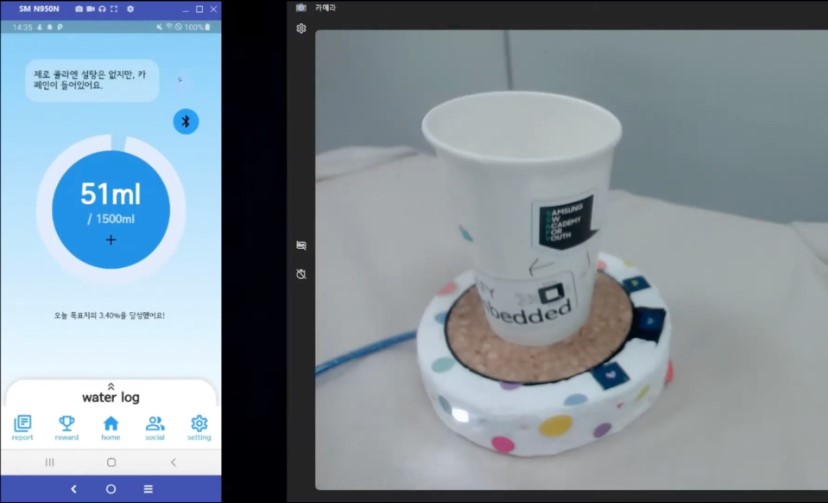 SM N950N
14:35
P
100%
제로 콜라엔 설탕은 없지만, 카
페인이 들어있어요.
51ml
/ 1500ml
+
오늘 목표치의 3.40%을 달성했어요!
water log
report
reward
home
social
setting
카메라
SAMSUNG
SW
ACADEMY
FOR
YOUTH
bedded